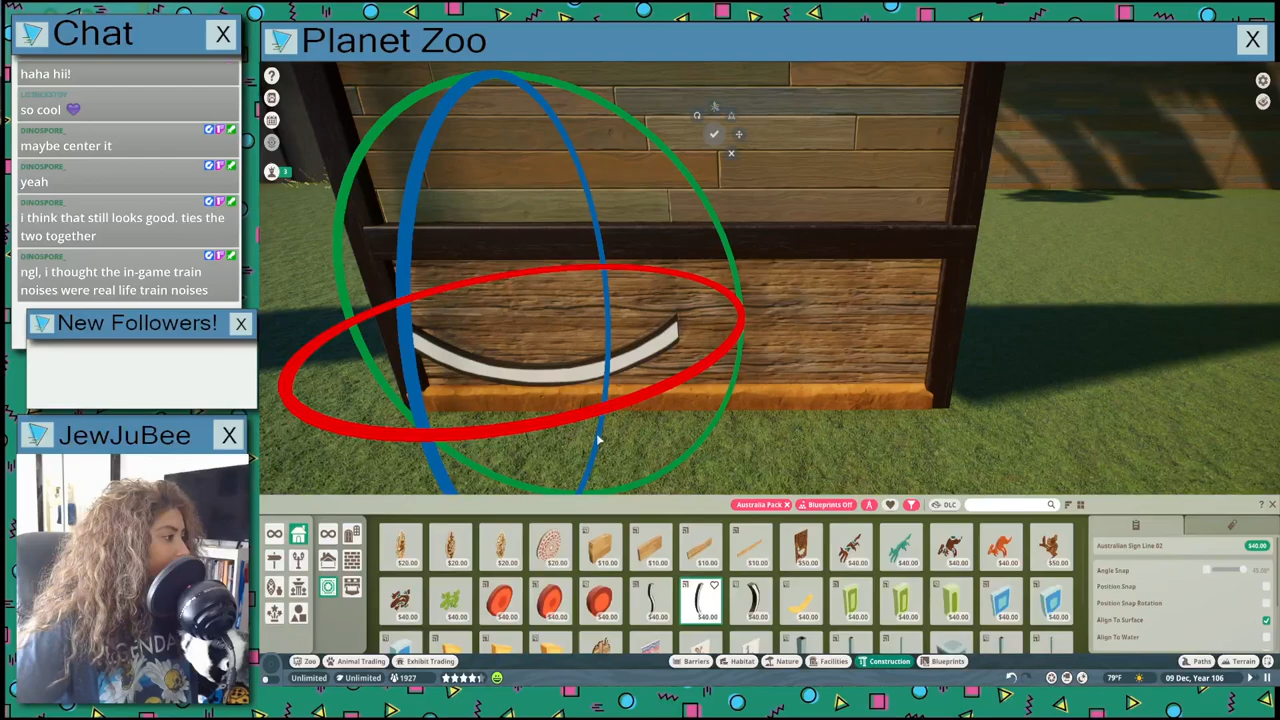 Chat
X
haha hii!
so cool 💜
DINOSPORE_
maybe center it
DINOSPORE_
yeah
DINOSPORE_
i think that still looks good. ties the
two together
DINOSPORE_
ngl, i thought the in-game train
noises were real life train noises
New Followers!
X
JewJuBee
X
LEGENDA
Planet Zoo
X
?
3
Australia Pack X
Blueprints Off
DLC
? X
$20.00 $20.00 $20.00 $20.00 $10.00 $10.00 $10.00 $10.00 $50.00 $40.00 $40.00 $40.00 $40.00 $50.00
$40.00 $40.00 $40.00 $40.00 $40.00 $40.00 $40.00 $40.00 $40.00 $40.00 $40.00 $40.00 $40.00 $40.00
Australian Sign Line 02
$40.00
Angle Snap
Position Snap
Position Snap Rotation
Align To Surface
Align To Water
Zoo
Animal Trading
Exhibit Trading
Barriers
Habitat
Nature
Facilities
Construction
Blueprints
Paths
Terrain
Unlimited
Unlimited
1927
79°F
09 Dec, Year 106